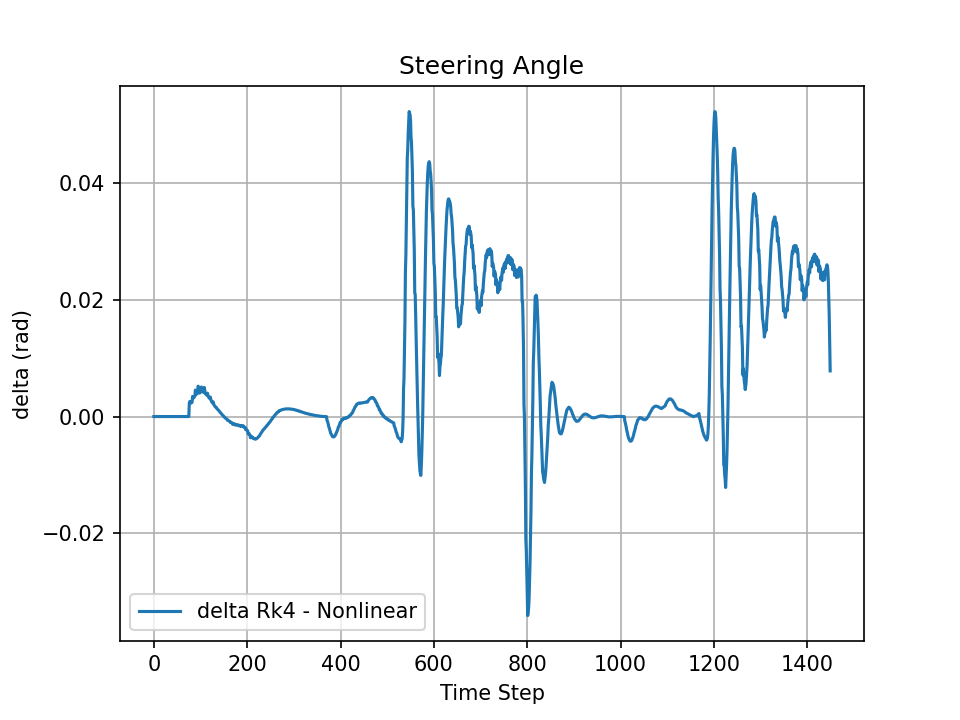 Steering Angle
delta (rad)
0.04
0.02
0.00
−0.02
delta Rk4 - Nonlinear
0 200 400 600 800 1000 1200 1400
Time Step